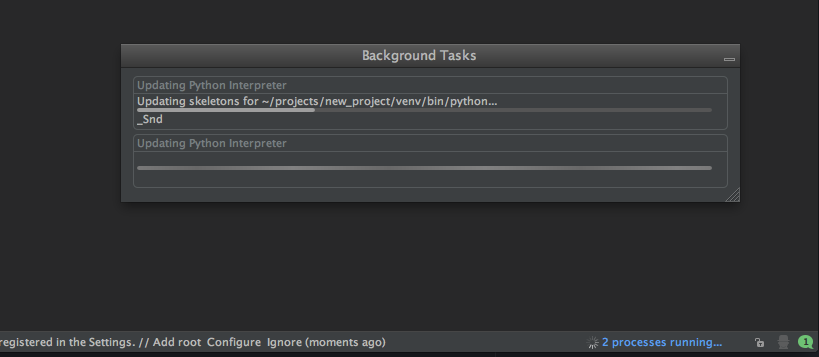 Background Tasks
Updating Python Interpreter
Updating skeletons for ~/projects/new_project/venv/bin/python...
_Snd
Updating Python Interpreter
registered in the Settings. // Add root  Configure  Ignore (moments ago)
2 processes running...
1